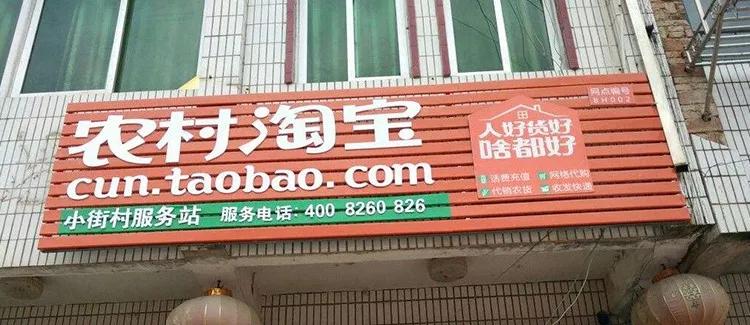 农村淘宝
cun.taobao.com
小街村服务站 服务电话:400 8260 826
网点编号
BH002
人好货好
啥都好
话费充值 网络代购
代销农货 收发快递